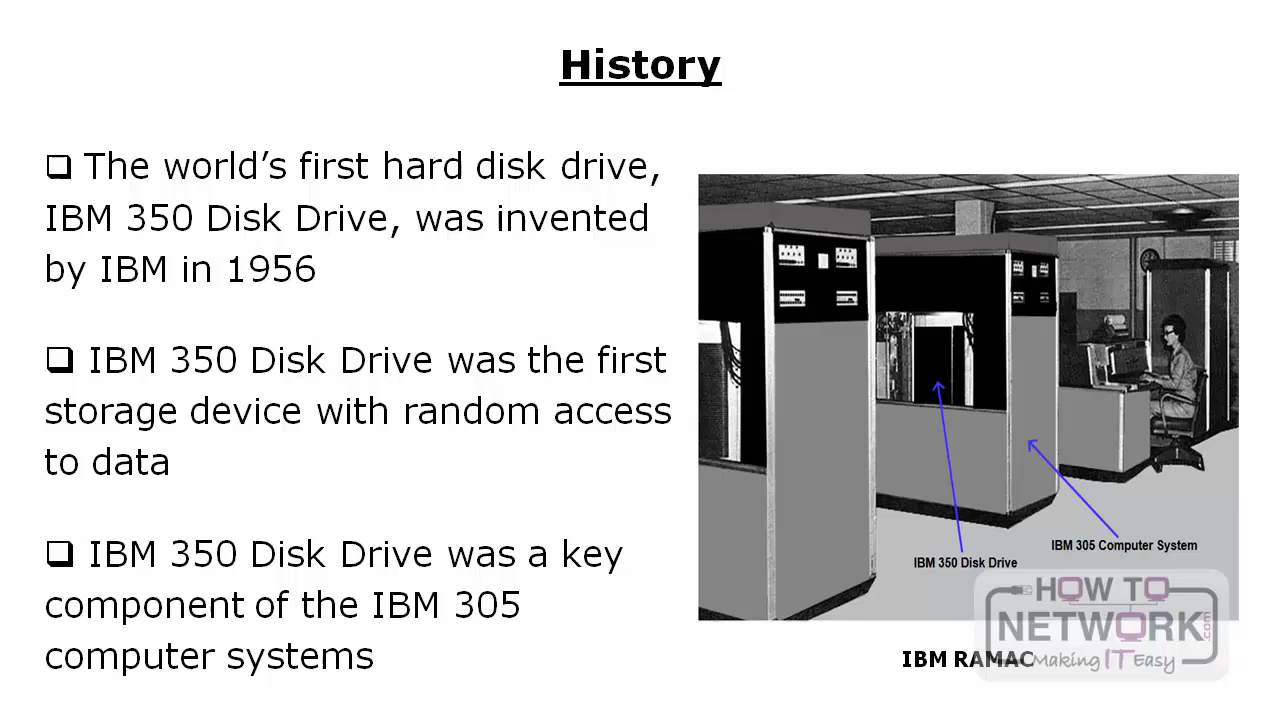 History
❑ The world’s first hard disk drive,
IBM 350 Disk Drive, was invented
by IBM in 1956
❑ IBM 350 Disk Drive was the first
storage device with random access
to data
❑ IBM 350 Disk Drive was a key
component of the IBM 305
computer systems
IBM 305 Computer System
IBM 350 Disk Drive
HOW TO
NETWORK.com
Making IT Easy
IBM RAMAC